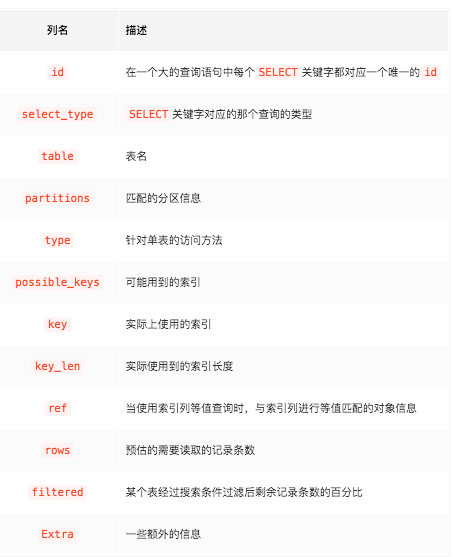 列名 描述
id 在一个大的查询语句中每个 SELECT 关键字都对应一个唯一的 id
select_type SELECT 关键字对应的那个查询的类型
table 表名
partitions 匹配的分区信息
type 针对单表的访问方法
possible_keys 可能用到的索引
key 实际上使用的索引
key_len 实际使用到的索引长度
ref 当使用索引列等值查询时，与索引列进行等值匹配的对象信息
rows 预估的需要读取的记录条数
filtered 某个表经过搜索条件过滤后剩余记录条数的百分比
Extra 一些额外的信息